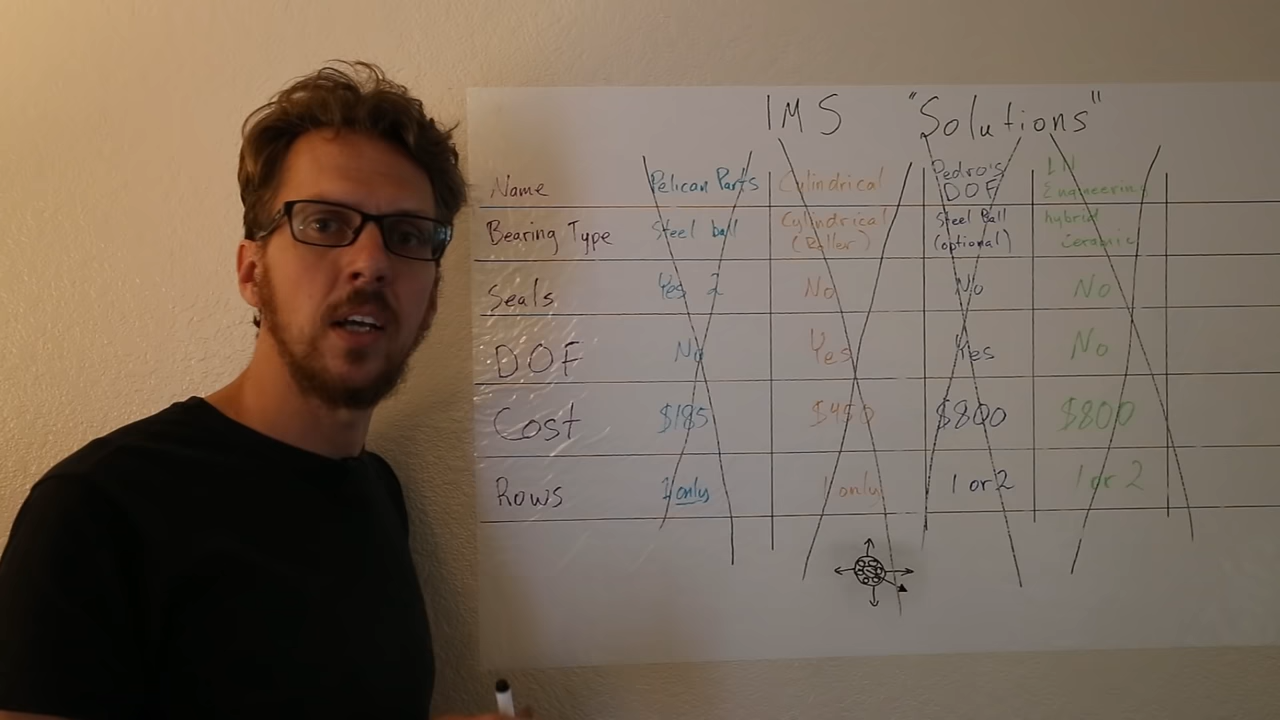 IMS "Solutions"
Name Pelican Parts Cylindrical Pedro's DOF LN Engineering
Bearing Type Steel ball Cylindrical (Roller) Steel Ball (optional) hybrid Ceramic
Seals Yes 2 No No No
DOF No Yes Yes No
Cost $185 $450 $800 $800
Rows 1 only 1 only 1 or 2 1 or 2